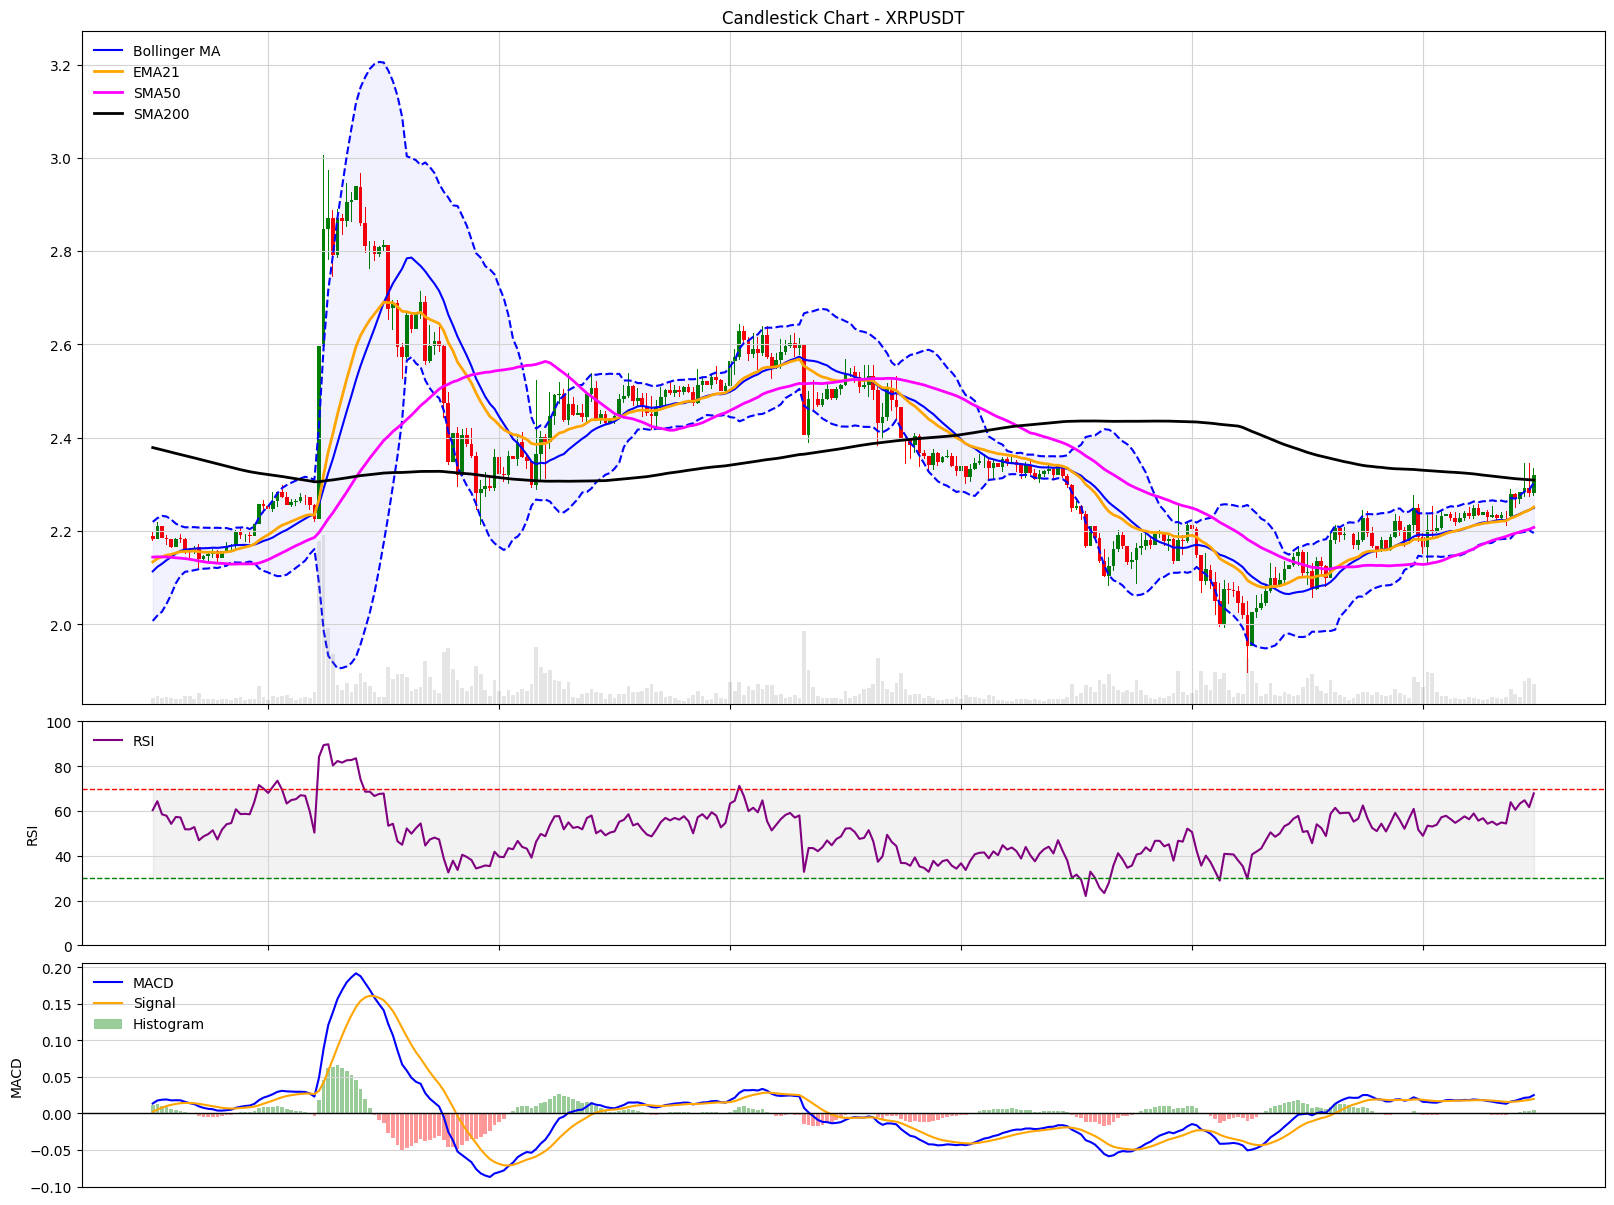 Candlestick Chart - XRPUSDT
Bollinger MA
EMA21
SMA50
SMA200
3.2
3.0
2.8
2.6
2.4
2.2
2.0
RSI
100
80
60
40
20
0
RSI
MACD
Signal
Histogram
0.20
0.15
0.10
0.05
0.00
−0.05
−0.10
MACD